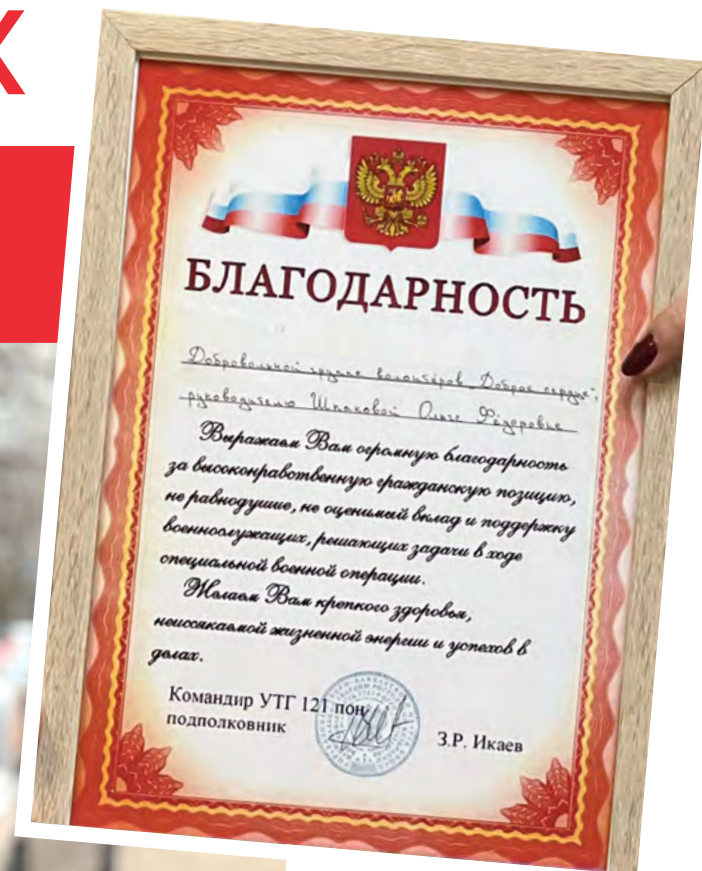 Х
БЛАГОДАРНОСТЬ
Добровольной группе волонтёров „Доброе сердце“,
руководителю Шпаковой Ольге Фёдоровне
Выражаем Вам огромную благодарность
за высоконравственную гражданскую позицию,
не равнодушие, не оценимый вклад и поддержку
военнослужащих, решающих задачи в ходе
специальной военной операции.
Желаем Вам крепкого здоровья,
неиссякаемой жизненной энергии и успехов в
делах.
Командир УТГ 121 пон
подполковник
З.Р. Икаев